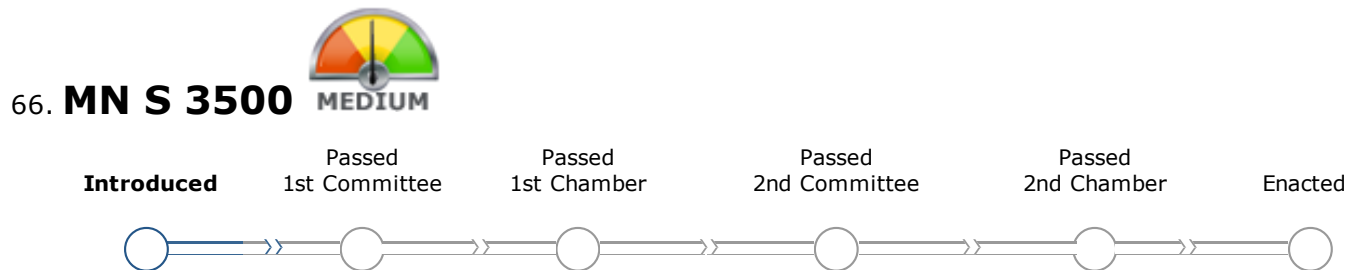 66. MN S 3500 MEDIUM
Introduced
Passed
1st Committee
Passed
1st Chamber
Passed
2nd Committee
Passed
2nd Chamber
Enacted